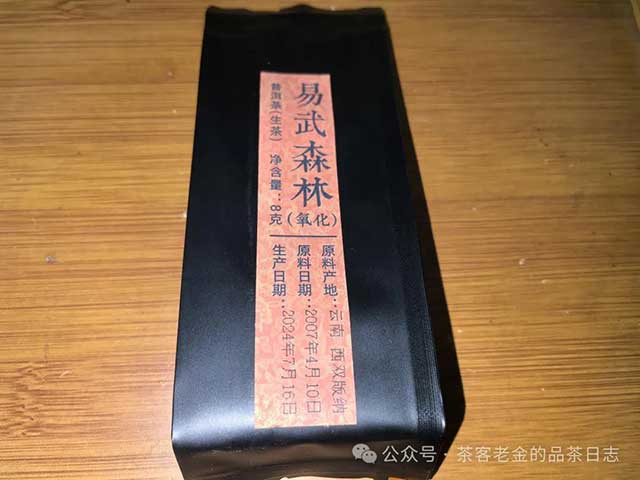 易武森林(氧化)
普洱茶(生茶) 净含量:8克
原料产地:云南 西双版纳
原料日期:2007年4月10日
生产日期:2024年7月16日
公众号·茶客老金的品茶日志